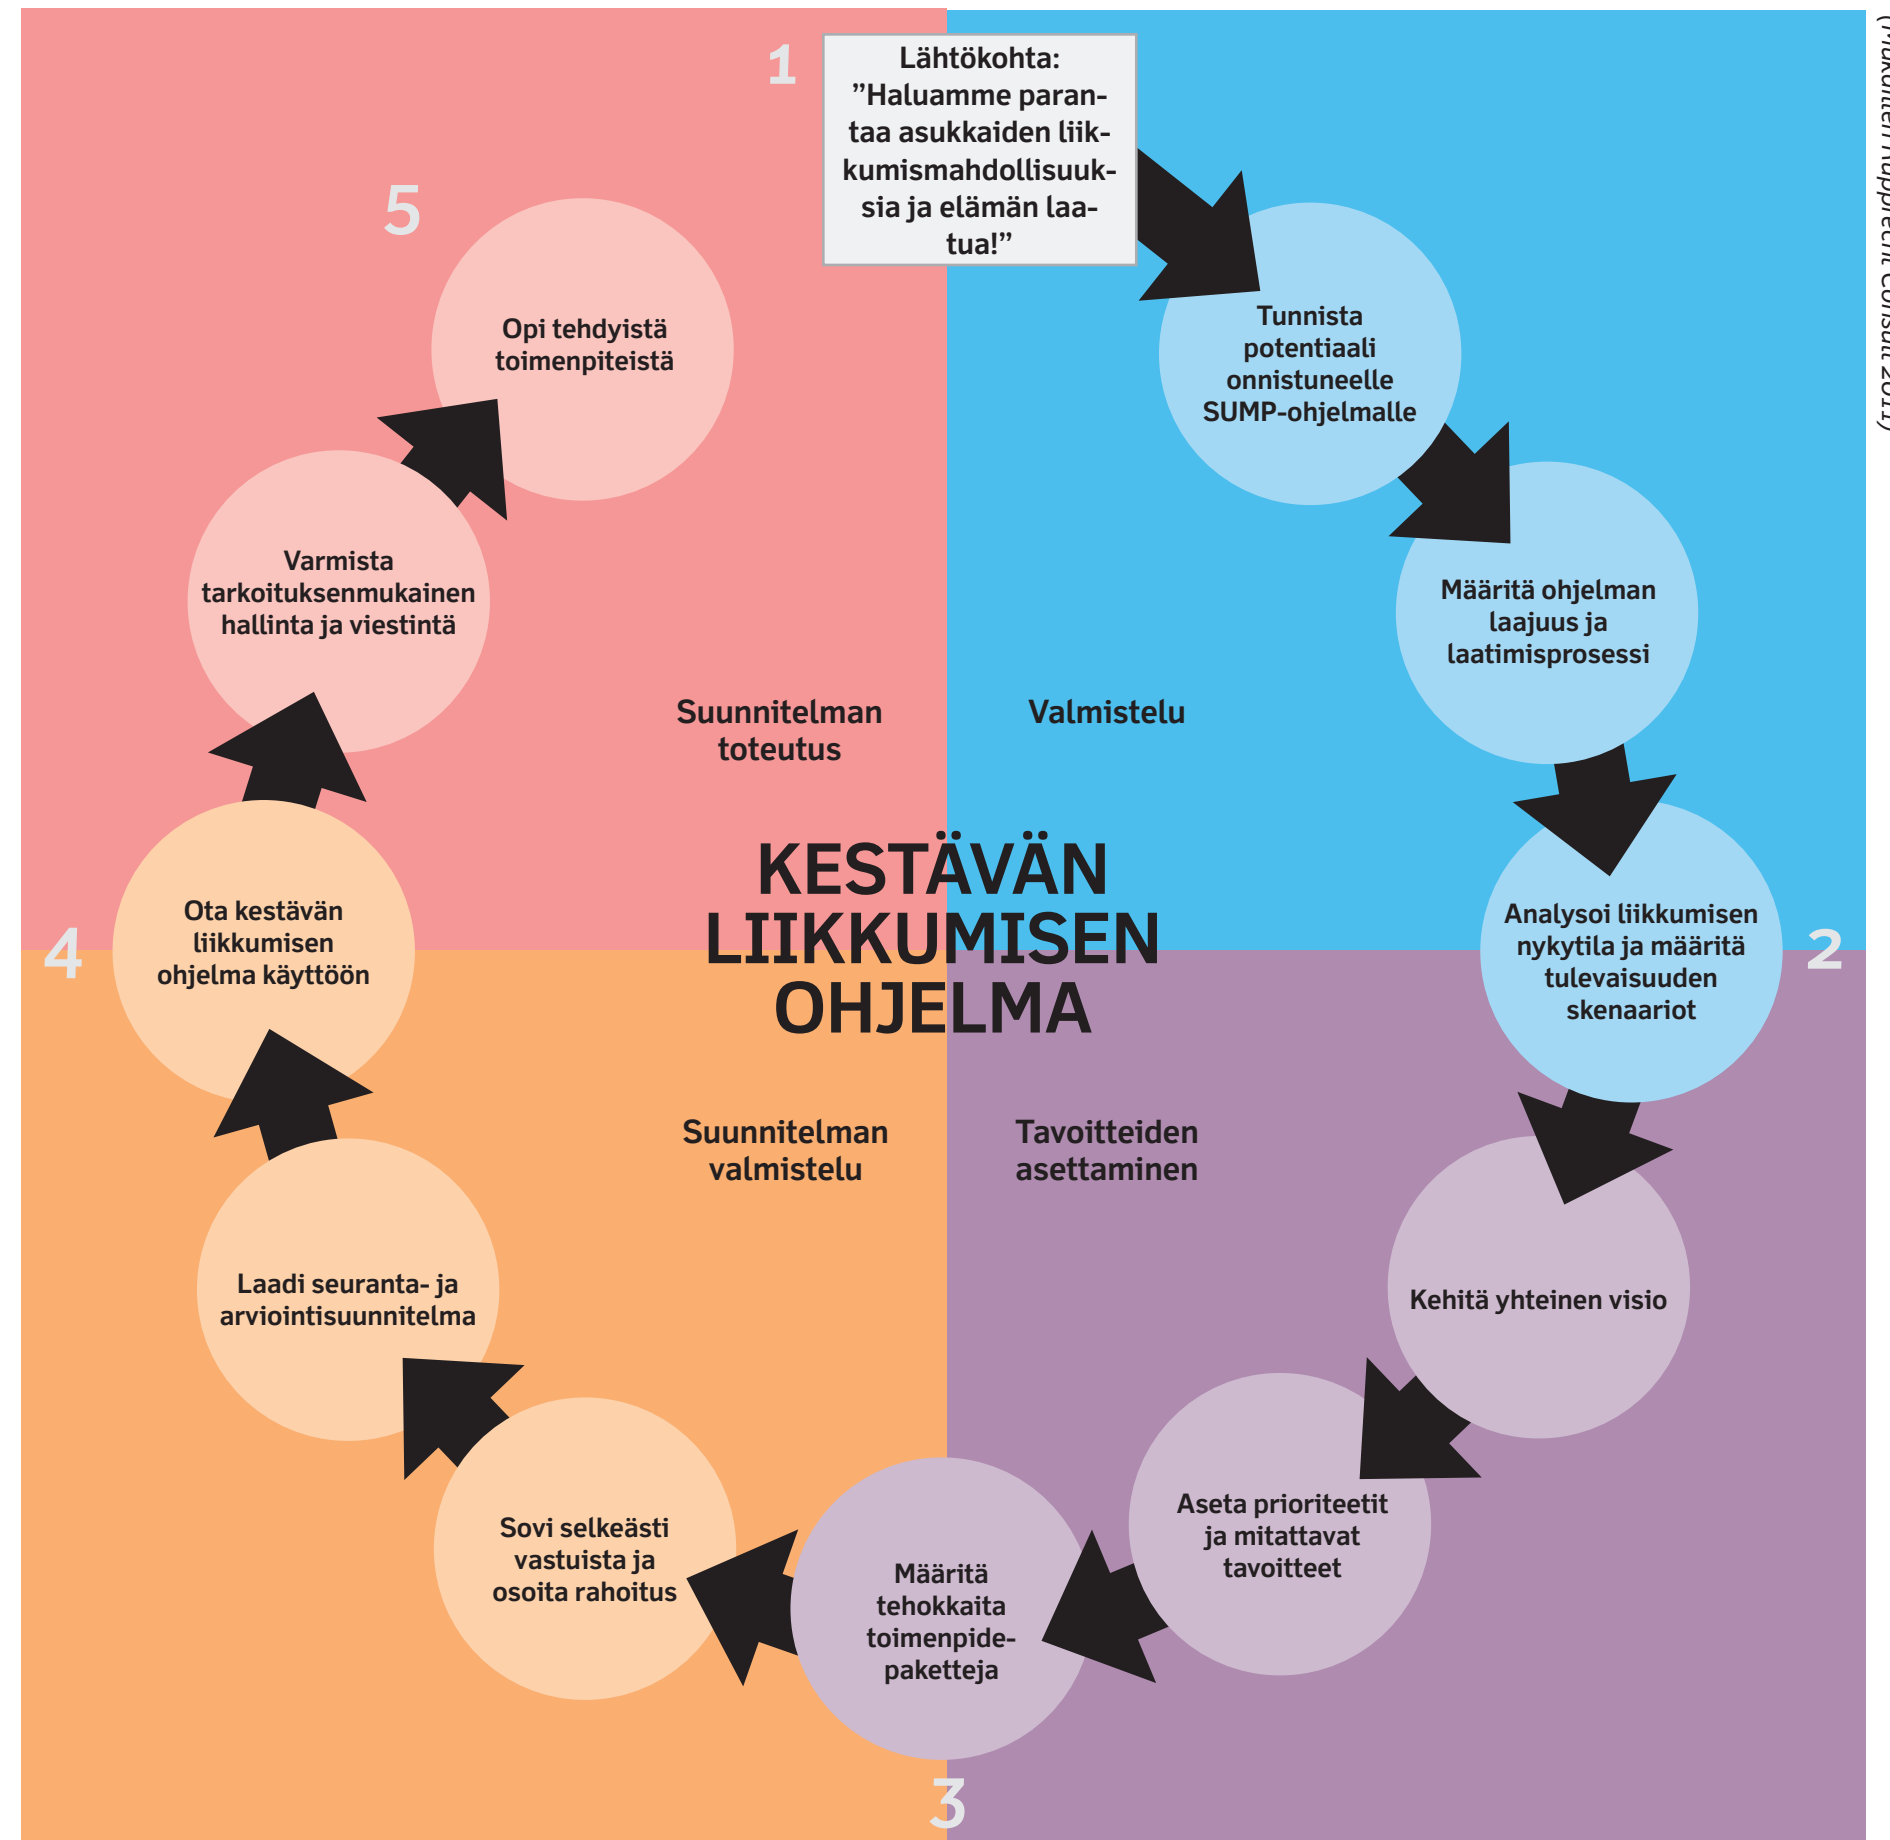 1
Lähtökohta:
”Haluamme paran-
taa asukkaiden liik-
kumismahdollisuuk-
sia ja elämän laa-
tua!”
Tunnista
potentiaali
onnistuneelle
SUMP-ohjelmalle
Määritä ohjelman
laajuus ja
laatimisprosessi
Analysoi liikkumisen
nykytila ja määritä
tulevaisuuden
skenaariot
2
Kehitä yhteinen visio
Aseta prioriteetit
ja mitattavat
tavoitteet
Määritä
tehokkaita
toimenpide-
paketteja
3
Sovi selkeästi
vastuista ja
osoita rahoitus
Laadi seuranta- ja
arviointisuunnitelma
Ota kestävän
liikkumisen
ohjelma käyttöön
4
Varmista
tarkoituksenmukainen
hallinta ja viestintä
Opi tehdyistä
toimenpiteistä
5
Suunnitelman
toteutus
Valmistelu
KESTÄVÄN
LIIKKUMISEN
OHJELMA
Suunnitelman
valmistelu
Tavoitteiden
asettaminen
(Mukaillen Rupprecht Consult 2011)